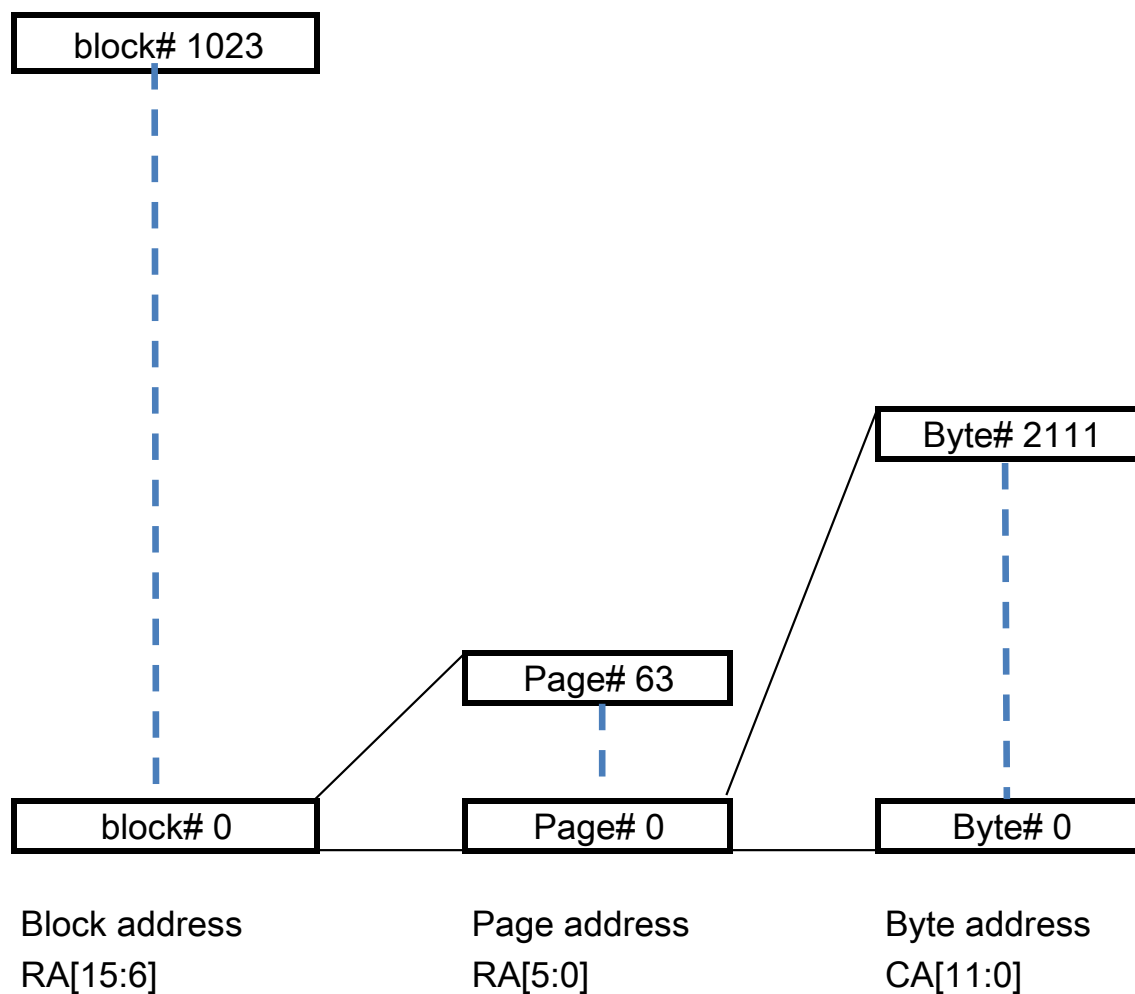 block# 1023
Byte# 2111
Page# 63
block# 0
Page# 0
Byte# 0
Block address
Page address
Byte address
RA[15:6]
RA[5:0]
CA[11:0]